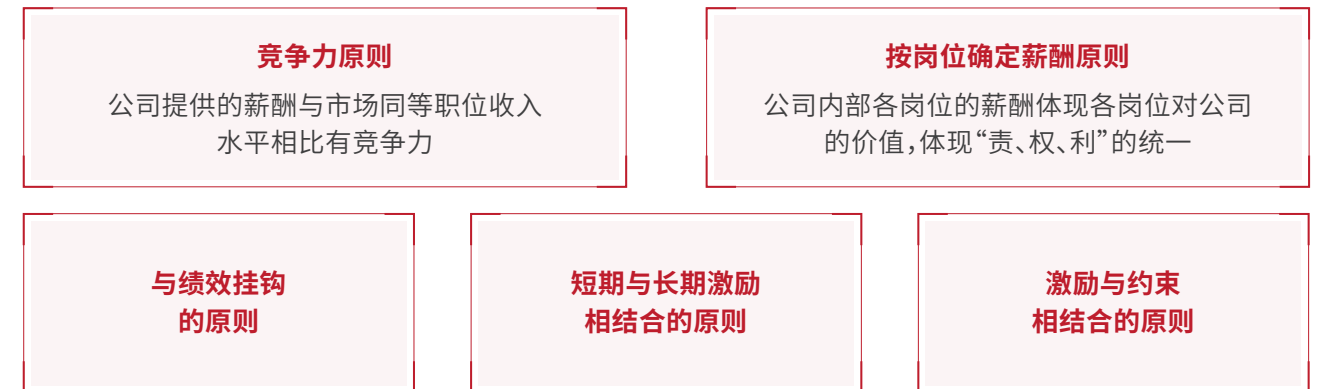 竞争力原则
公司提供的薪酬与市场同等职位收入
水平相比有竞争力
按岗位确定薪酬原则
公司内部各岗位的薪酬体现各岗位对公司
的价值，体现“责、权、利”的统一
与绩效挂钩
的原则
短期与长期激励
相结合的原则
激励与约束
相结合的原则